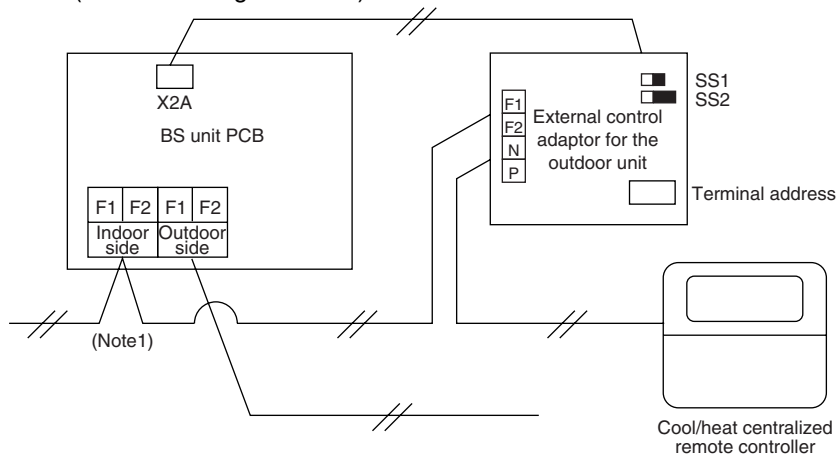 X2A
BS unit PCB
F1 F2 F1 F2
Indoor side
Outdoor side
(Note1)
F1
F2
N
P
External control
adaptor for the
outdoor unit
SS1
SS2
Terminal address
Cool/heat centralized
remote controller